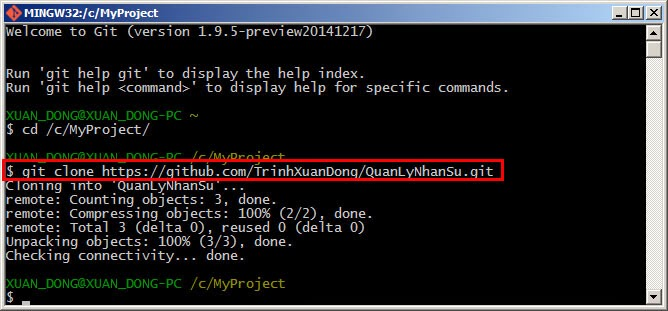 MINGW32:/c/MyProject
Welcome to Git (version 1.9.5-preview20141217)
Run 'git help git' to display the help index.
Run 'git help <command>' to display help for specific commands.
XUAN_DONG@XUAN_DONG-PC ~
$ cd /c/MyProject/
XUAN_DONG@XUAN_DONG-PC /c/MyProject
$ git clone https://github.com/TrinhXuanDong/QuanLyNhanSu.git
Cloning into 'QuanLyNhanSu'...
remote: Counting objects: 3, done.
remote: Compressing objects: 100% (2/2), done.
remote: Total 3 (delta 0), reused 0 (delta 0)
Unpacking objects: 100% (3/3), done.
Checking connectivity... done.
XUAN_DONG@XUAN_DONG-PC /c/MyProject
$